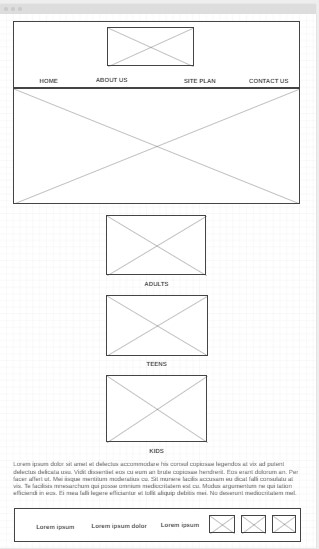 HOME ABOUT US SITE PLAN CONTACT US
ADULTS
TEENS
KIDS
Lorem ipsum dolor sit amet et delectus accommodare his consul copiosae legendos at vix ad putent
delectus delicata usu. Vidit dissentiet eos cu eum an brute copiosae hendrerit. Eos erant dolorum an. Per
facer affert ut. Mei iisque mentitum moderatius cu. Sit munere facilis accusam eu dicat falli consulatu at
vis. Te facilisis mnesarchum qui posse omnium mediocritatem est cu. Modus argumentum ne qui tation
efficiendi in eos. Ei mea falli legere efficiantur et tollit aliquip debitis mei. No deserunt mediocritatem mel.
Lorem ipsum Lorem ipsum dolor Lorem ipsum